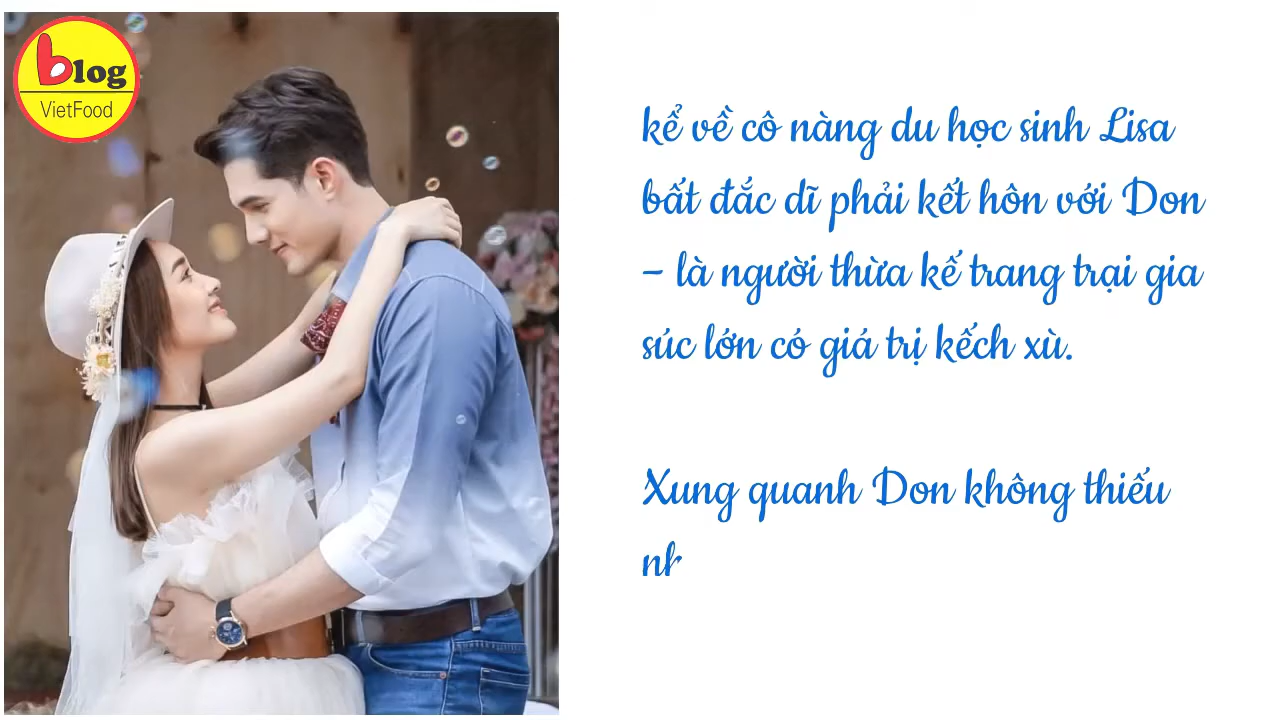 blog
VietFood
kể về cô nàng du học sinh Lisa
bất đắc dĩ phải kết hôn với Don
– là người thừa kế trang trại gia
súc lớn có giá trị kếch xù.
Xung quanh Don không thiếu